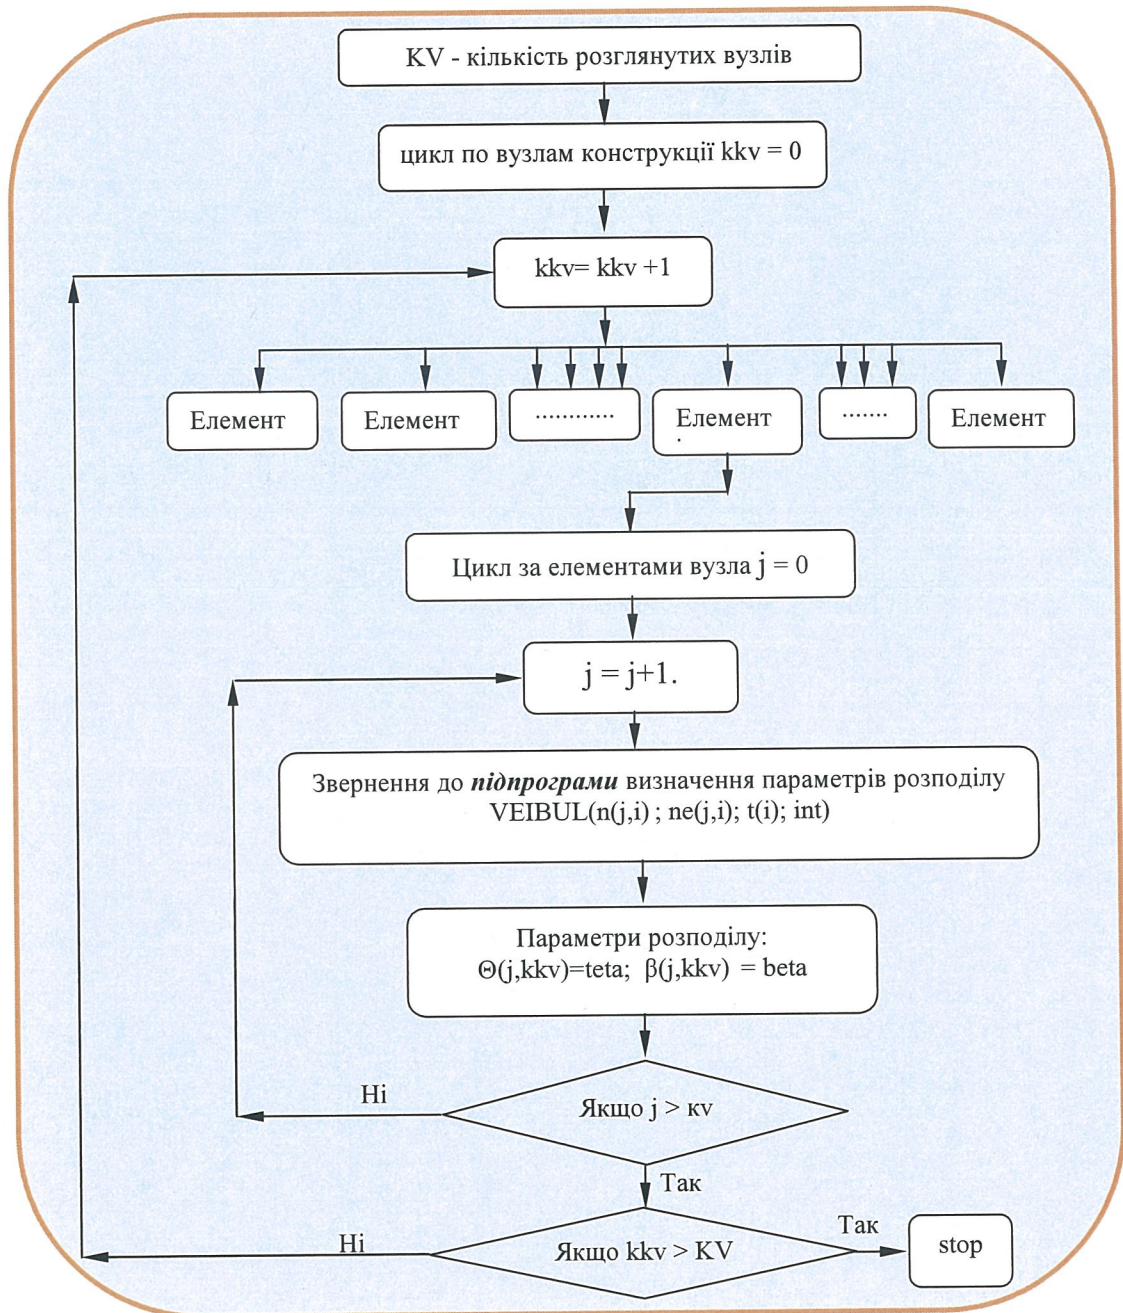 KV - кількість розглянутих вузлів
цикл по вузлам конструкції kkv = 0
kkv= kkv +1
Елемент
Елемент
.............
Елемент
.......
Елемент
.
Цикл за елементами вузла j = 0
j = j+1.
Звернення до підпрограми визначення параметрів розподілу
VEIBUL(n(j,i) ; ne(j,i); t(i); int)
Параметри розподілу:
Θ(j,kkv)=teta; β(j,kkv) = beta
Ні
Якщо j > кv
Так
Ні
Якщо kkv > KV
Так
stop